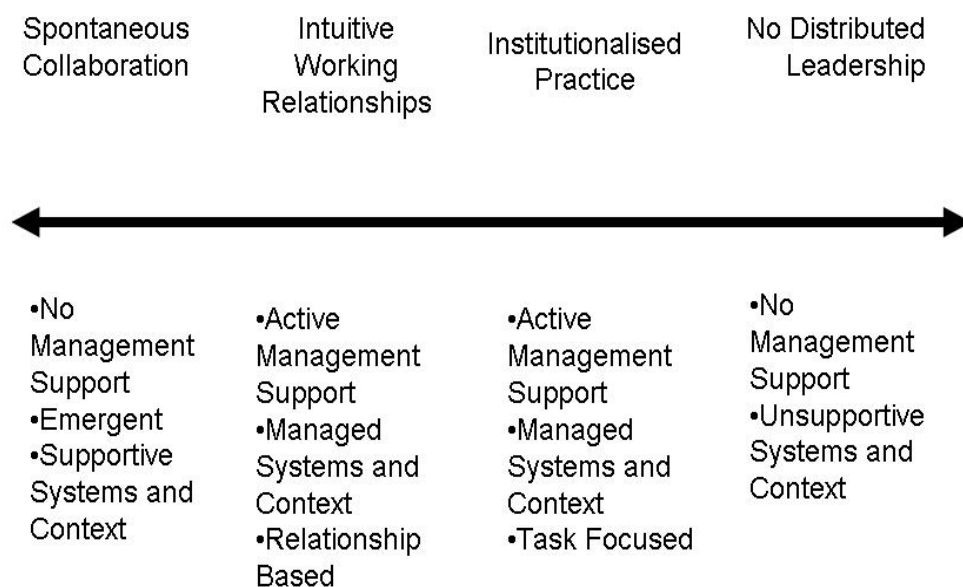 Spontaneous
Collaboration
Intuitive
Working
Relationships
Institutionalised
Practice
No Distributed
Leadership
•No
Management
Support
•Emergent
•Supportive
Systems and
Context
•Active
Management
Support
•Managed
Systems and
Context
•Relationship
Based
•Active
Management
Support
•Managed
Systems and
Context
•Task Focused
•No
Management
Support
•Unsupportive
Systems and
Context